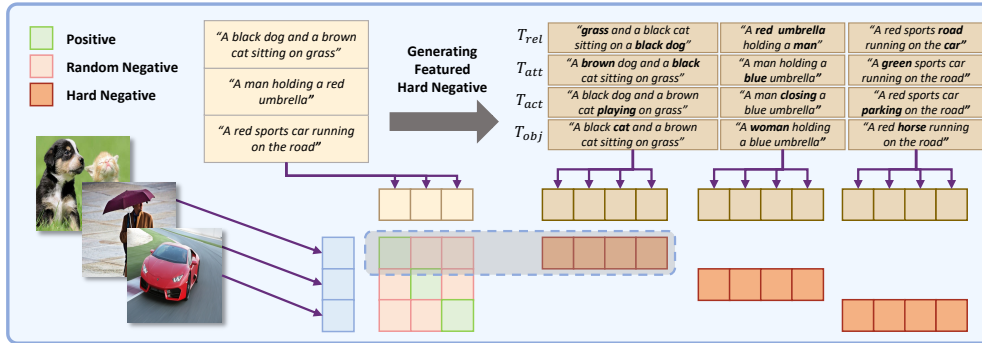 Positive
Random Negative
Hard Negative
“A black dog and a brown
cat sitting on grass”
“A man holding a red
umbrella”
“A red sports car running
on the road”
Generating
Featured
Hard Negative
T_rel
“grass and a black cat
sitting on a black dog”
“A red umbrella
holding a man”
“A red sports road
running on the car”
T_att
“A brown dog and a black
cat sitting on grass”
“A man holding a
blue umbrella”
“A green sports car
running on the road”
T_act
“A black dog and a brown
cat playing on grass”
“A man closing a
blue umbrella”
“A red sports car
parking on the road”
T_obj
“A black cat and a brown
cat sitting on grass”
“A woman holding
a blue umbrella”
“A red horse running
on the road”